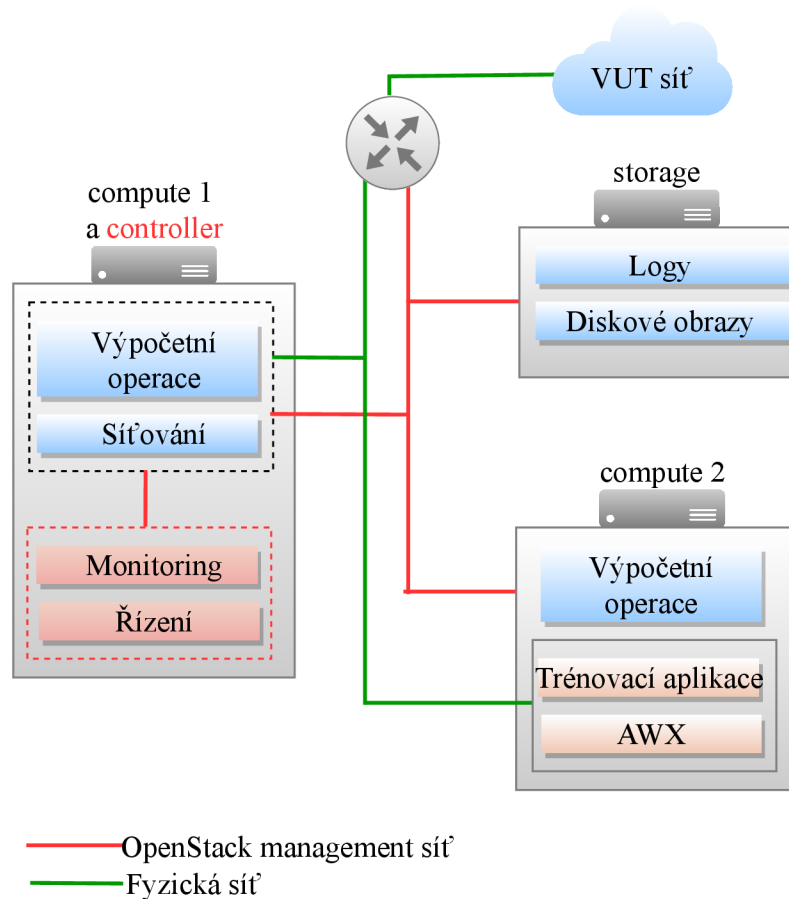 VUT síť
storage
Logy
Diskové obrazy
compute 1
a controller
Výpočetní
operace
Síťování
Monitoring
Řízení
compute 2
Výpočetní
operace
Trénovací aplikace
AWX
OpenStack management síť
Fyzická síť